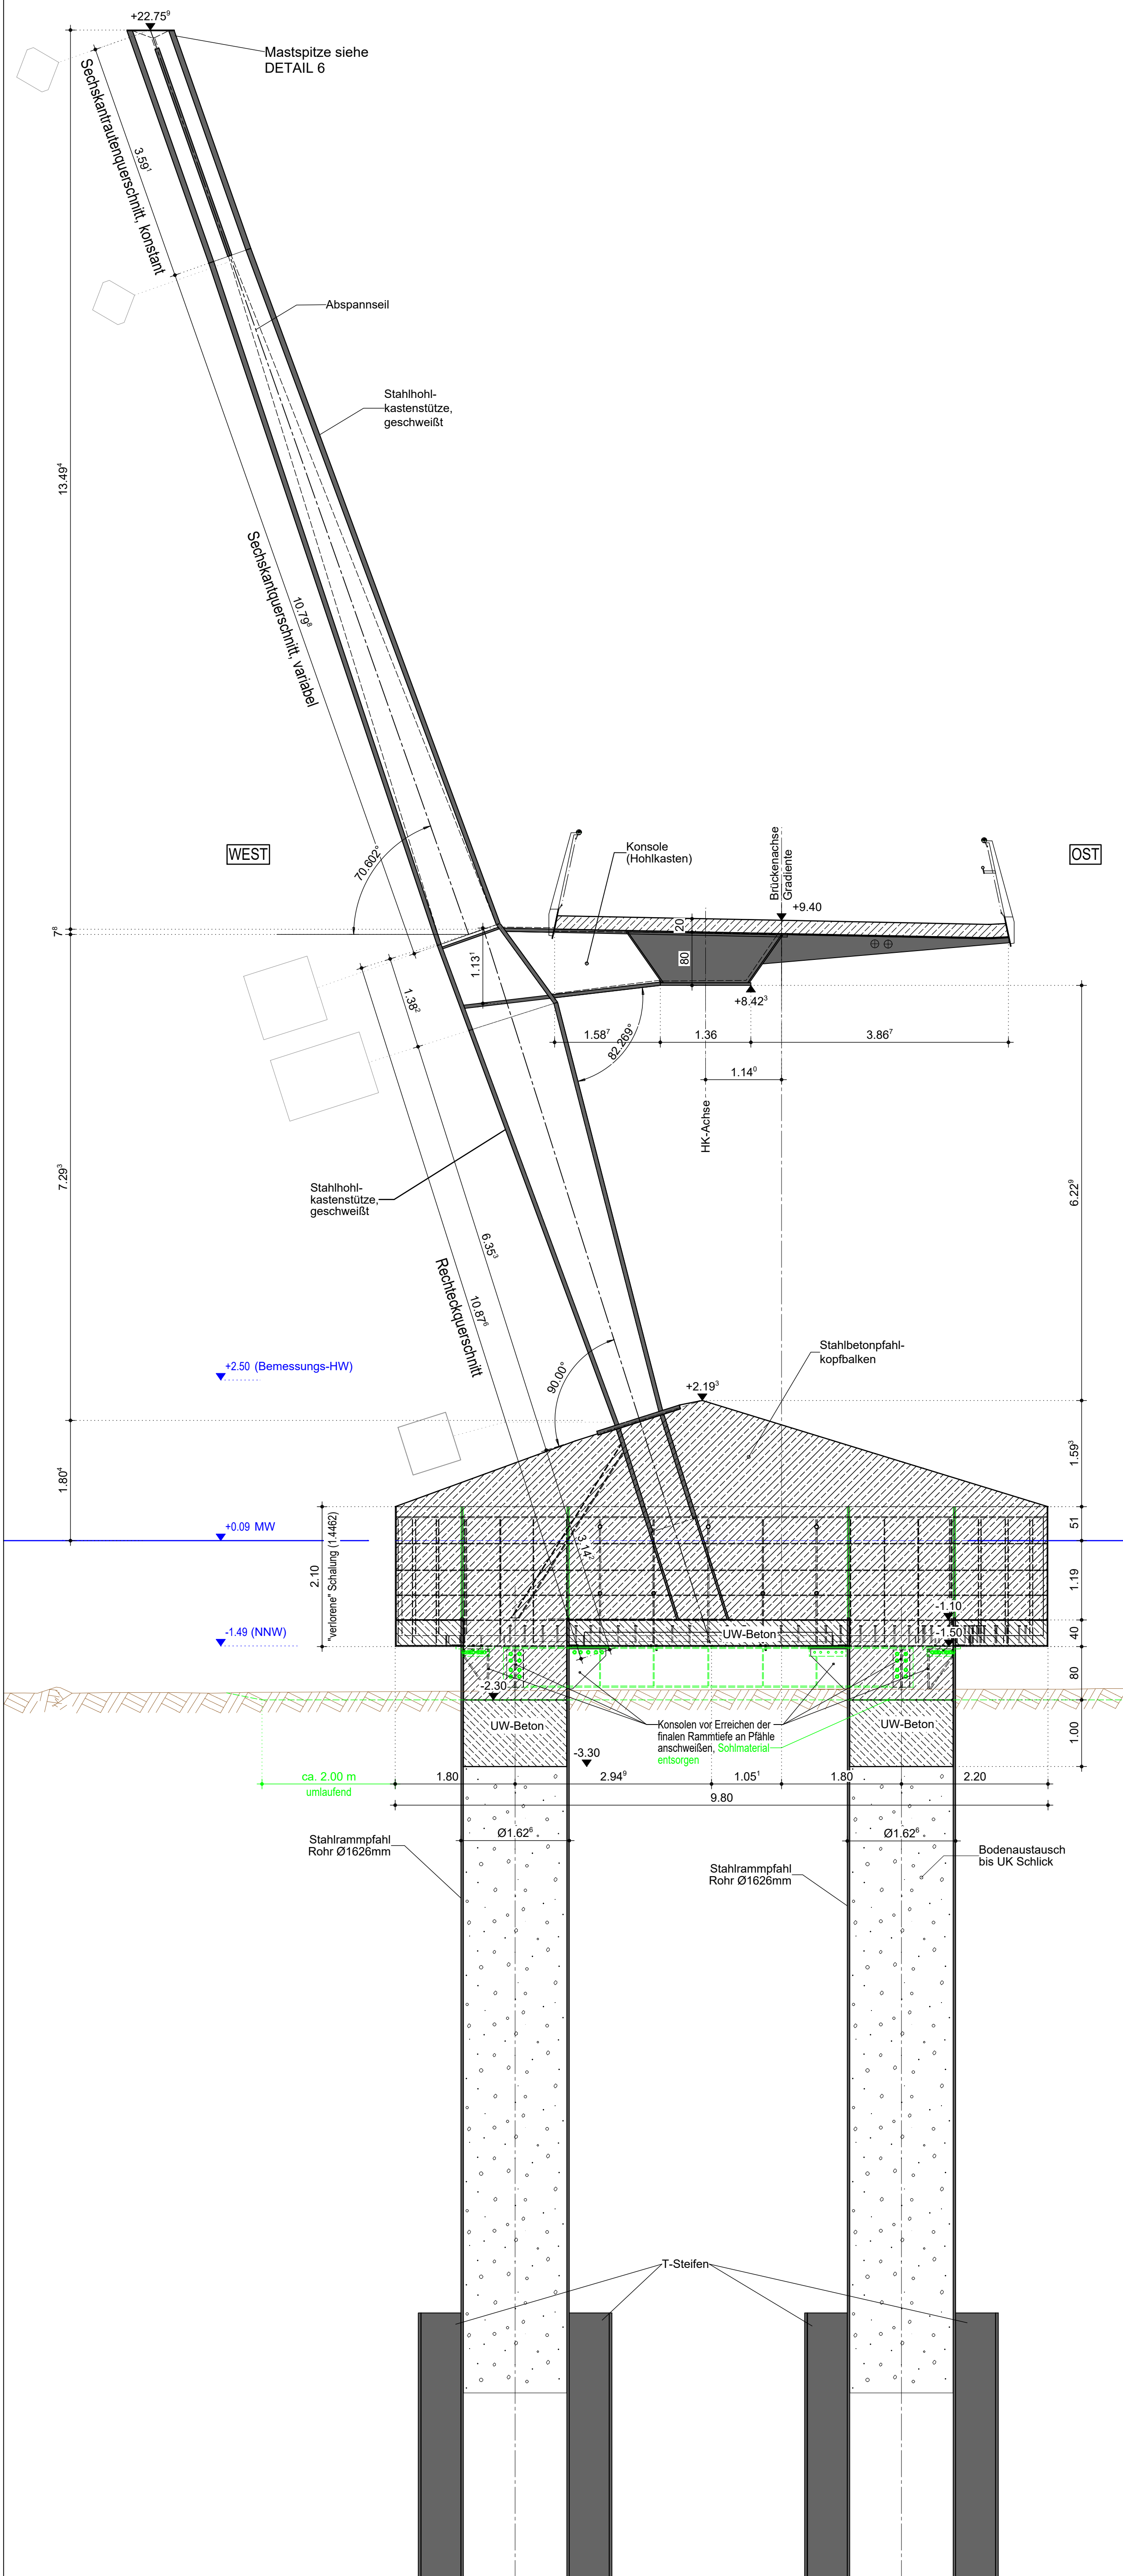 +22.75⁹
Mastspitze siehe
DETAIL 6
Sechskantrautenquerschnitt, konstant
3.59¹
Abspannseil
Stahlhohl-
kastenstütze,
geschweißt
13.49⁴
Sechskantquerschnitt, variabel
10.79⁸
WEST
70.602°
Konsole
(Hohlkasten)
Brückenachse
Gradiente
OST
+9.40
20
80
7⁸
1.13¹
1.38²
+8.42³
1.58⁷
1.36
3.86⁷
82.269°
1.14⁰
HK-Achse
7.29³
Stahlhohl-
kastenstütze,
geschweißt
6.22⁹
6.35³
10.87⁶
Rechteckquerschnitt
+2.50 (Bemessungs-HW)
90.00°
Stahlbetonpfahl-
kopfbalken
+2.19³
1.80⁴
1.59³
2.10
"verlorene" Schalung (1.4462)
+0.09 MW
51
3.14²
1.19
-1.10
-1.49 (NNW)
UW-Beton
-1.50
40
80
-2.30
UW-Beton
Konsolen vor Erreichen der
finalen Rammtiefe an Pfähle
anschweißen, Sohlmaterial
entsorgen
UW-Beton
1.00
-3.30
ca. 2.00 m
umlaufend
1.80
2.94⁹
1.05¹
1.80
2.20
9.80
Ø1.62⁶
Ø1.62⁶
Stahlrammpfahl
Rohr Ø1626mm
Stahlrammpfahl
Rohr Ø1626mm
Bodenaustausch
bis UK Schlick
T-Steifen